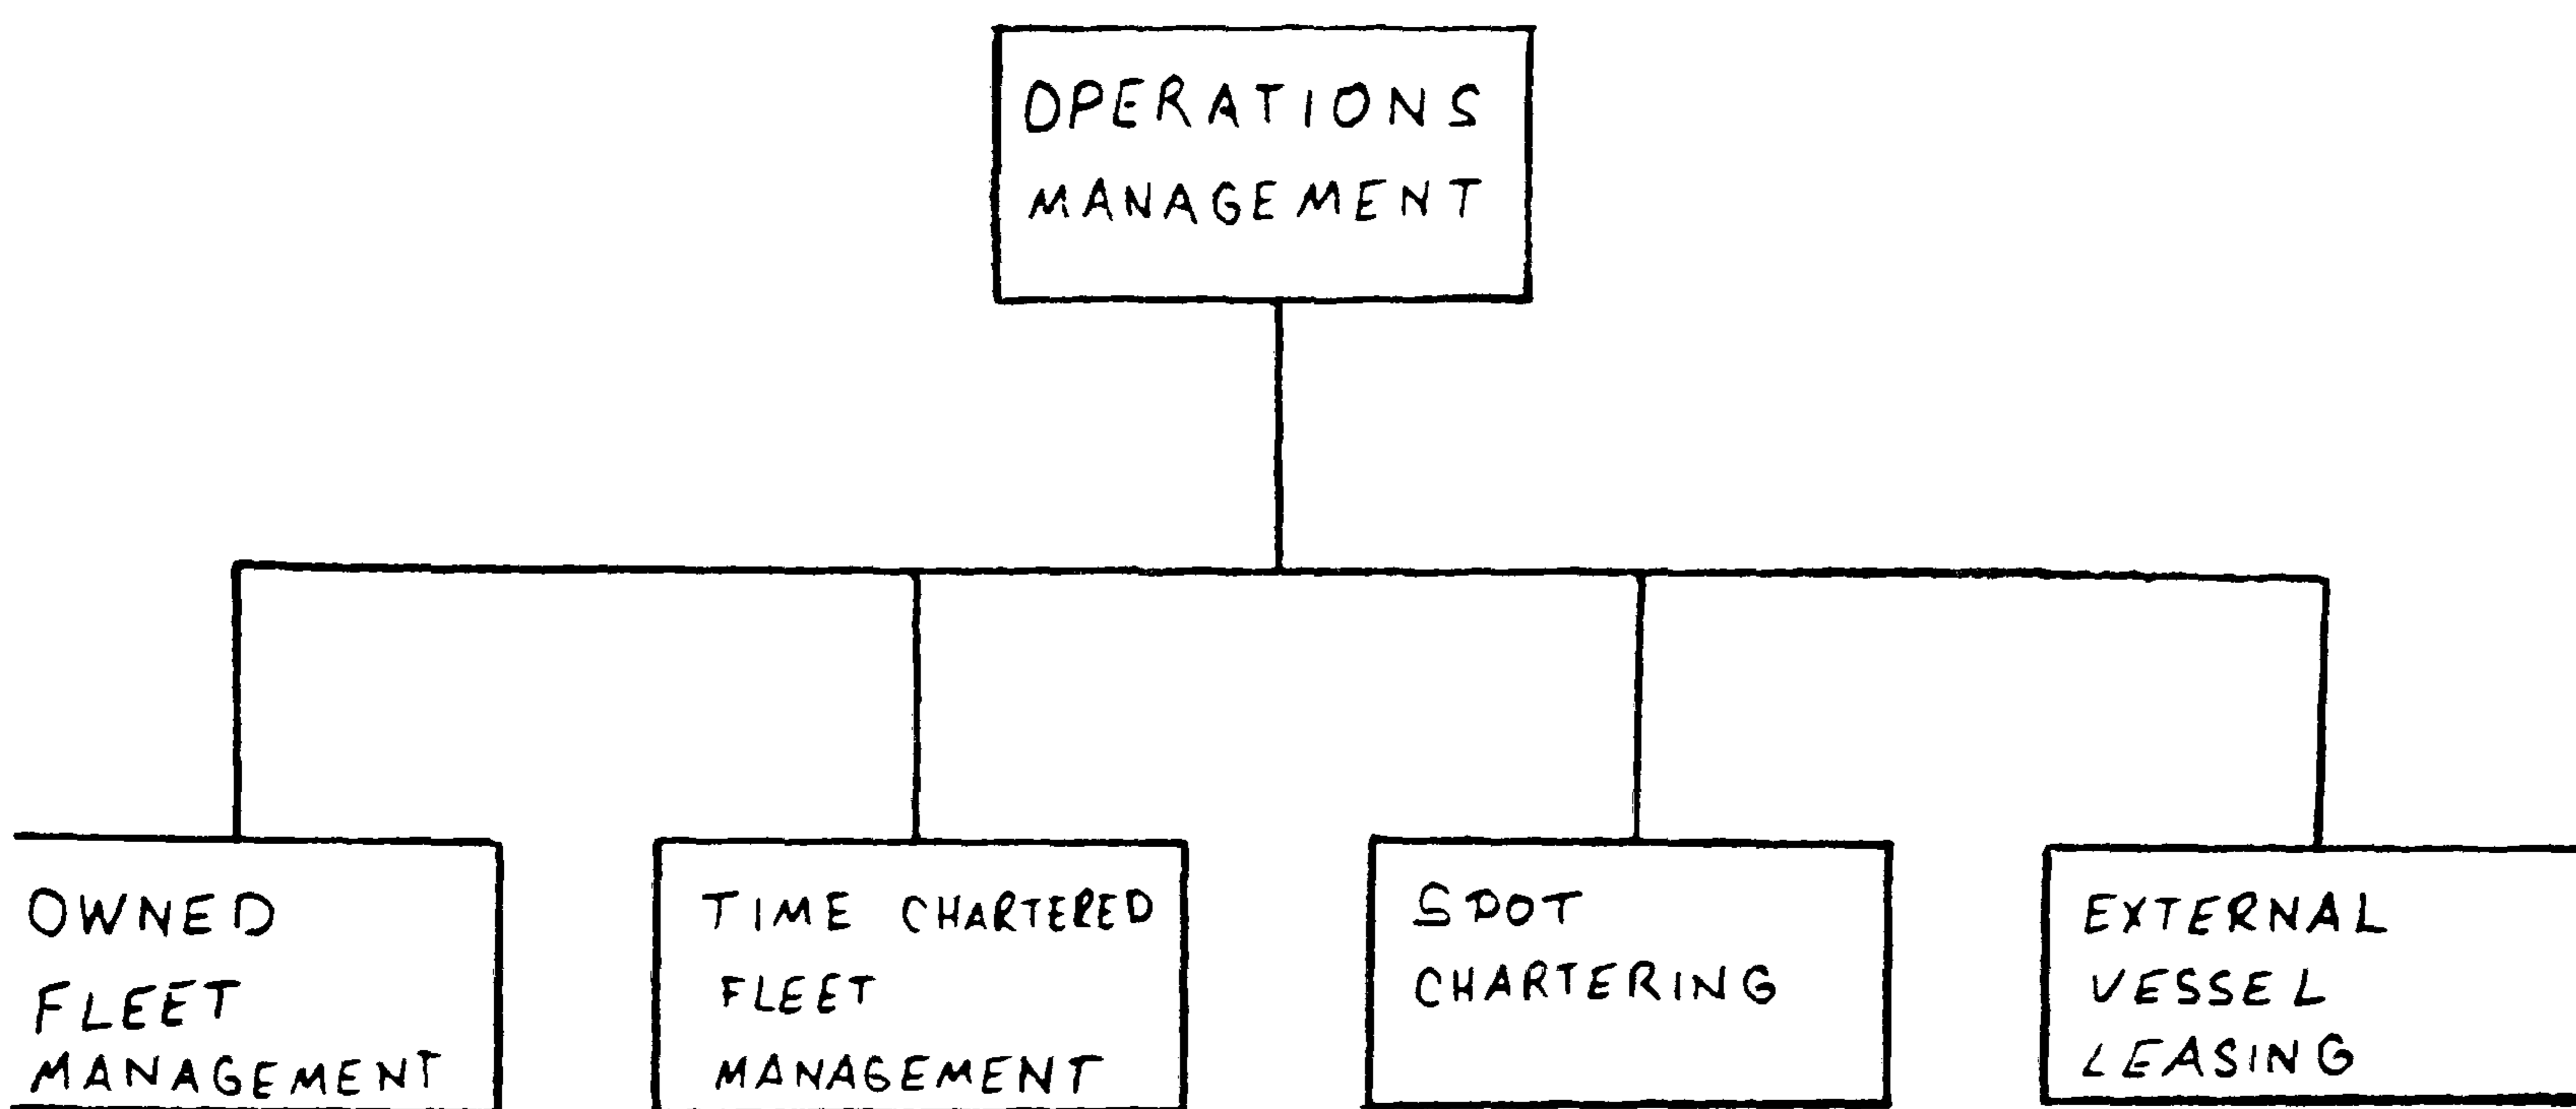 OPERATIONS
MANAGEMENT
OWNED
FLEET
MANAGEMENT
TIME CHARTERED
FLEET
MANAGEMENT
SPOT
CHARTERING
EXTERNAL
VESSEL
LEASING